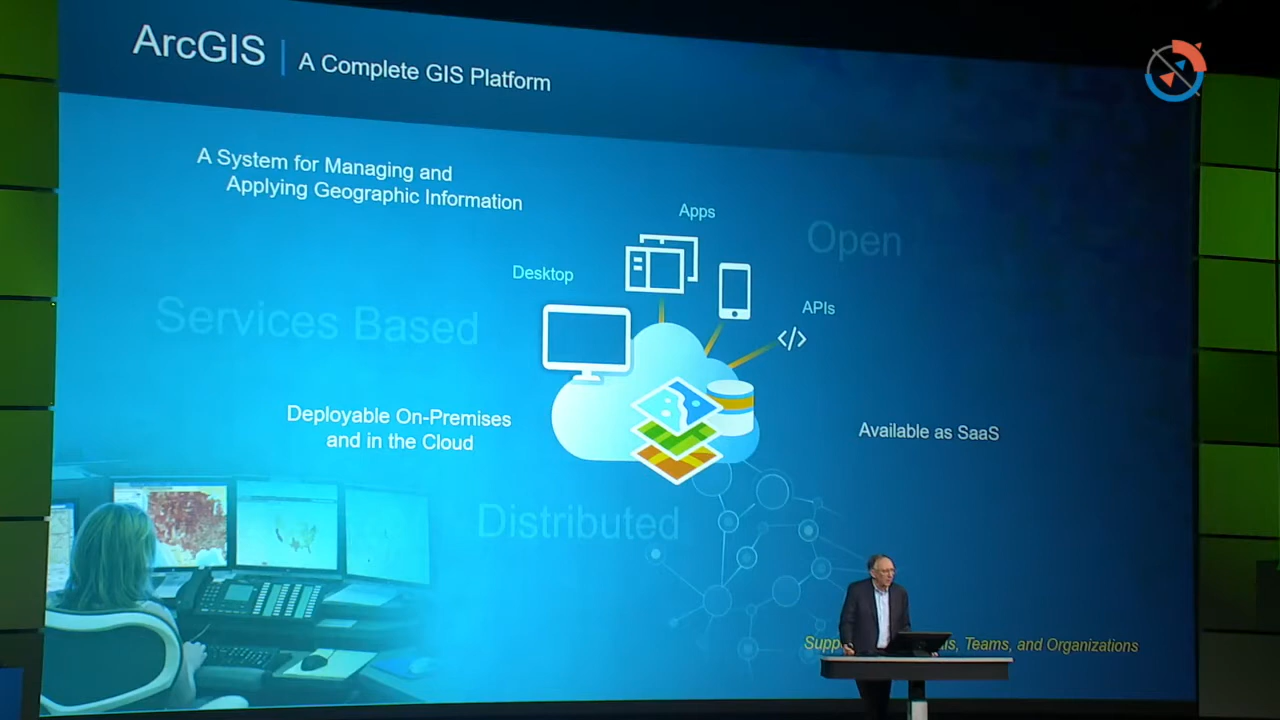 ArcGIS | A Complete GIS Platform
A System for Managing and
Applying Geographic Information
Apps
Open
Desktop
APIs
Services Based
Deployable On-Premises
and in the Cloud
Available as SaaS
Distributed
Teams, and Organizations